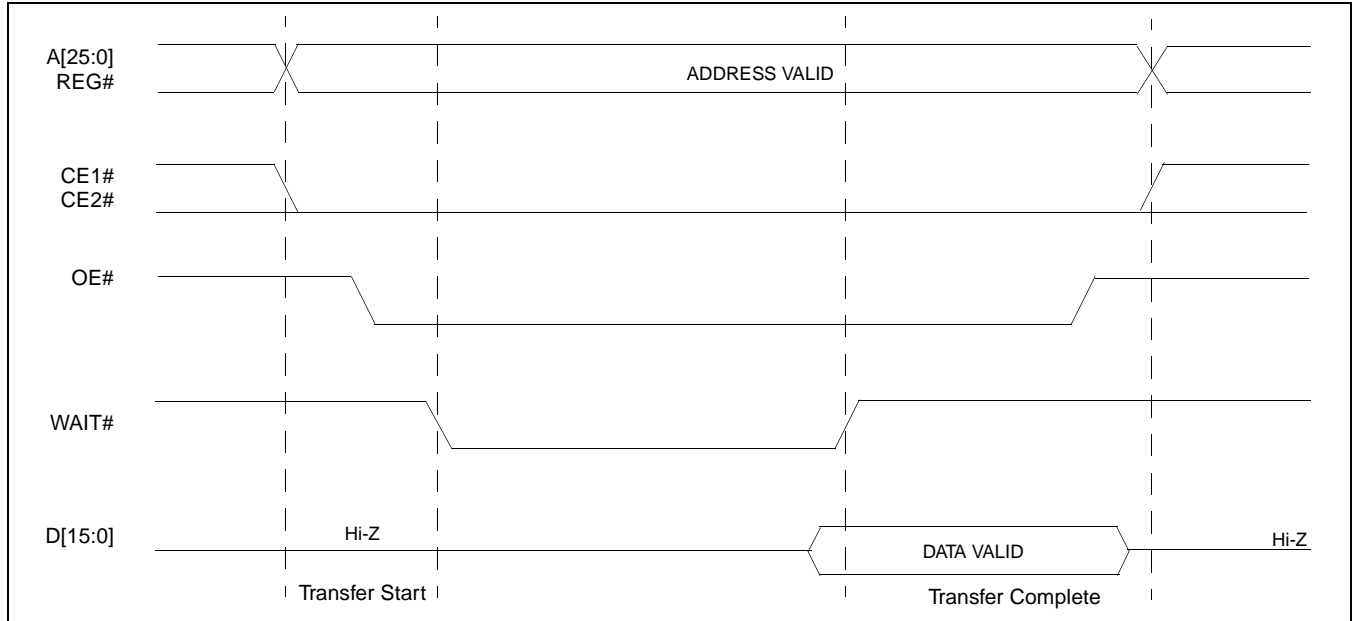 A[25:0]
REG#
ADDRESS VALID
CE1#
CE2#
OE#
WAIT#
D[15:0]
Hi-Z
DATA VALID
Hi-Z
Transfer Start
Transfer Complete